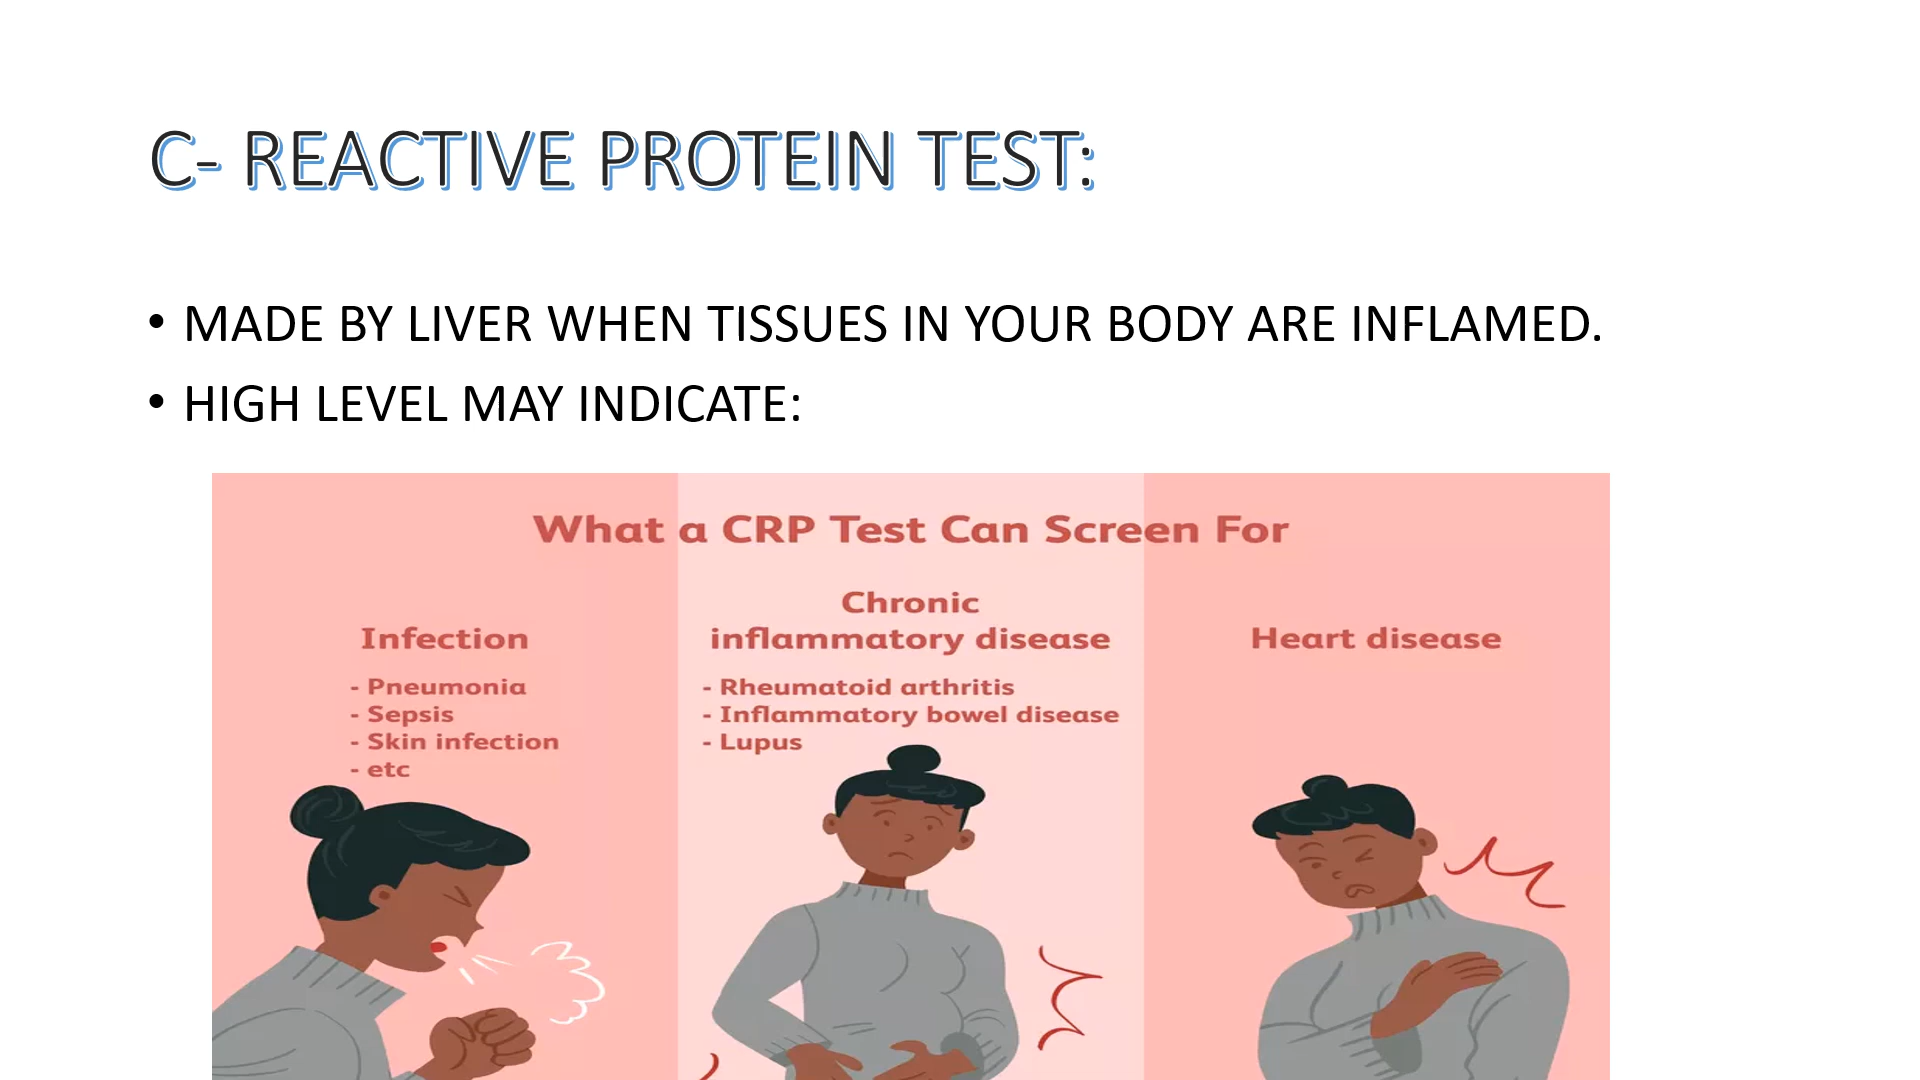 C- REACTIVE PROTEIN TEST:
• MADE BY LIVER WHEN TISSUES IN YOUR BODY ARE INFLAMED.
• HIGH LEVEL MAY INDICATE:
What a CRP Test Can Screen For
Infection
- Pneumonia
- Sepsis
- Skin infection
- etc
Chronic
inflammatory disease
- Rheumatoid arthritis
- Inflammatory bowel disease
- Lupus
Heart disease